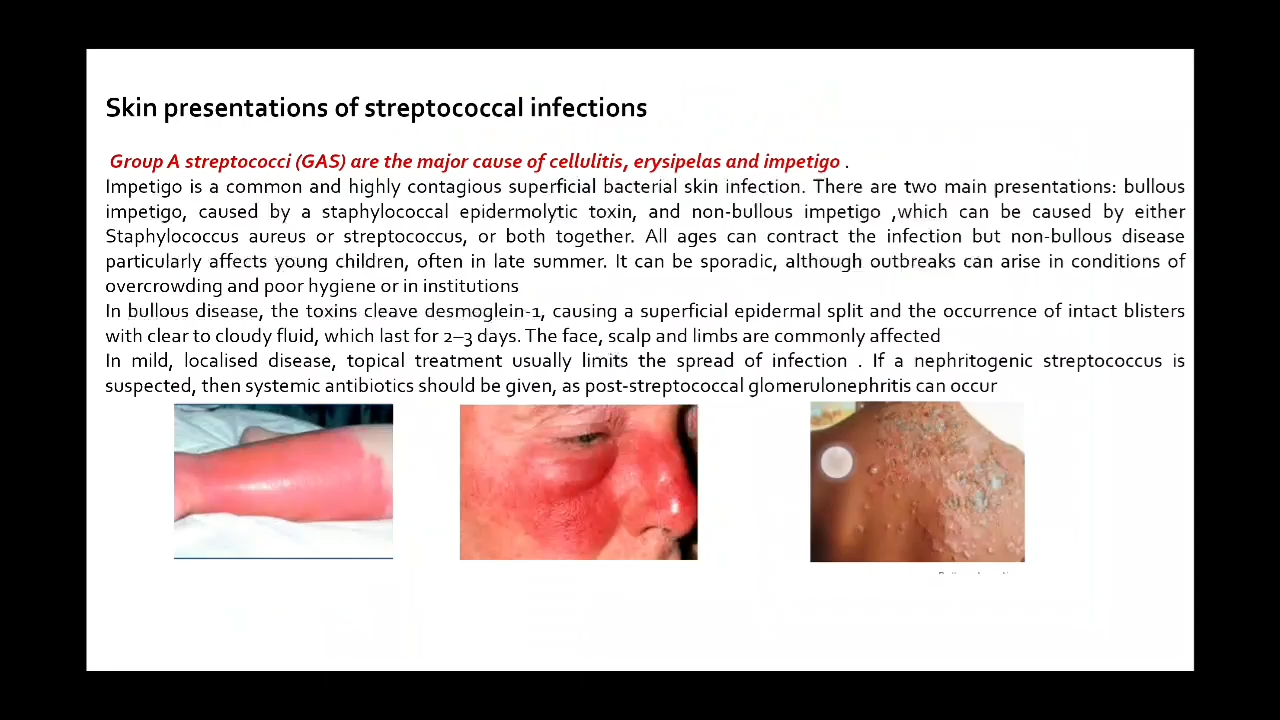 Skin presentations of streptococcal infections
Group A streptococci (GAS) are the major cause of cellulitis, erysipelas and impetigo .
Impetigo is a common and highly contagious superficial bacterial skin infection. There are two main presentations: bullous
impetigo, caused by a staphylococcal epidermolytic toxin, and non-bullous impetigo ,which can be caused by either
Staphylococcus aureus or streptococcus, or both together. All ages can contract the infection but non-bullous disease
particularly affects young children, often in late summer. It can be sporadic, although outbreaks can arise in conditions of
overcrowding and poor hygiene or in institutions
In bullous disease, the toxins cleave desmoglein-1, causing a superficial epidermal split and the occurrence of intact blisters
with clear to cloudy fluid, which last for 2–3 days. The face, scalp and limbs are commonly affected
In mild, localised disease, topical treatment usually limits the spread of infection . If a nephritogenic streptococcus is
suspected, then systemic antibiotics should be given, as post-streptococcal glomerulonephritis can occur